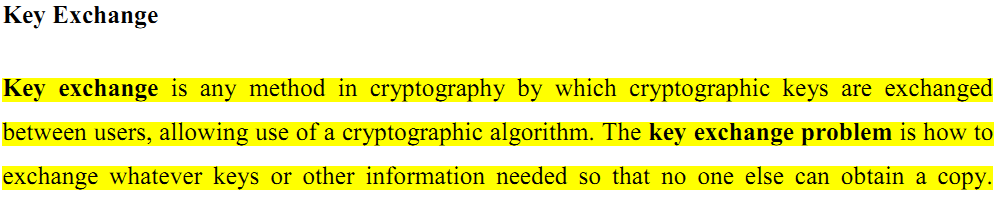 Key Exchange
Key exchange is any method in cryptography by which cryptographic keys are exchanged
between users, allowing use of a cryptographic algorithm. The key exchange problem is how to
exchange whatever keys or other information needed so that no one else can obtain a copy.